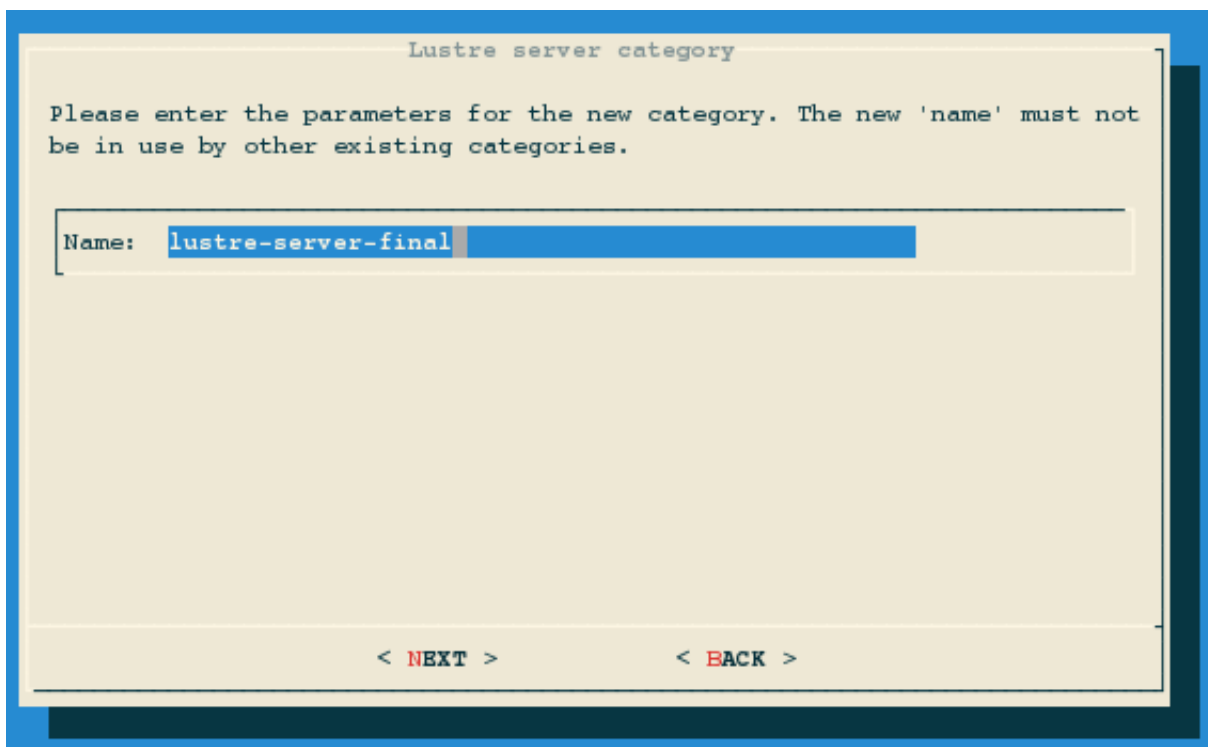 Lustre server category
Please enter the parameters for the new category. The new 'name' must not
be in use by other existing categories.
Name: lustre-server-final
< NEXT > < BACK >